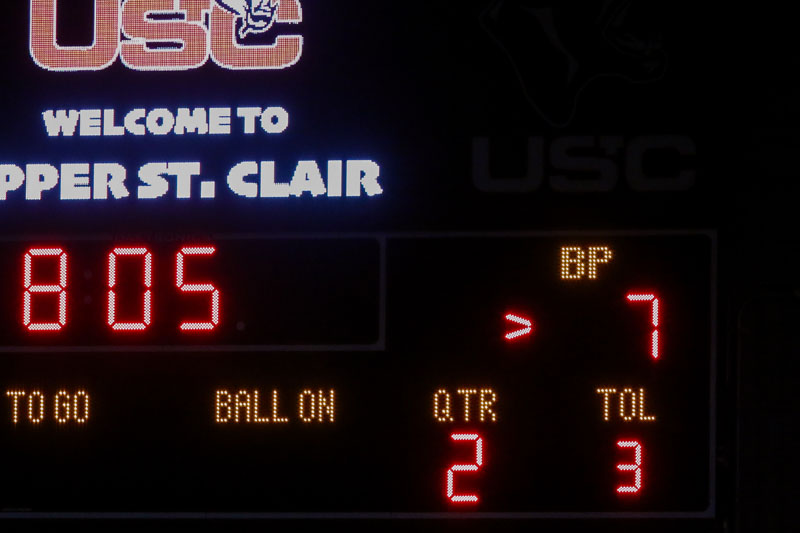 USC
WELCOME TO
PPER ST. CLAIR
USC
8:05
BP
> 7
TO GO BALL ON QTR TOL
2 3